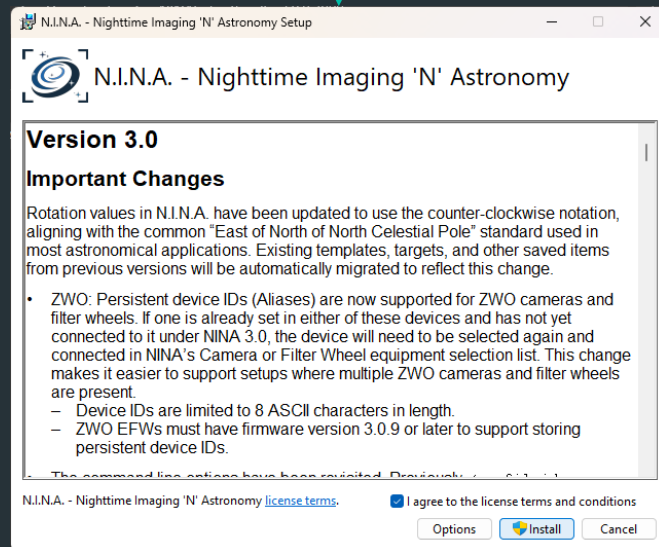 N.I.N.A. - Nighttime Imaging 'N' Astronomy Setup
N.I.N.A. - Nighttime Imaging 'N' Astronomy
Version 3.0
Important Changes
Rotation values in N.I.N.A. have been updated to use the counter-clockwise notation,
aligning with the common "East of North of North Celestial Pole" standard used in
most astronomical applications. Existing templates, targets, and other saved items
from previous versions will be automatically migrated to reflect this change.
• ZWO: Persistent device IDs (Aliases) are now supported for ZWO cameras and
filter wheels. If one is already set in either of these devices and has not yet
connected to it under NINA 3.0, the device will need to be selected again and
connected in NINA's Camera or Filter Wheel equipment selection list. This change
makes it easier to support setups where multiple ZWO cameras and filter wheels
are present.
– Device IDs are limited to 8 ASCII characters in length.
– ZWO EFWs must have firmware version 3.0.9 or later to support storing
persistent device IDs.
• The command line options have been revisited. Previously
N.I.N.A. - Nighttime Imaging 'N' Astronomy license terms.
I agree to the license terms and conditions
Options
Install
Cancel